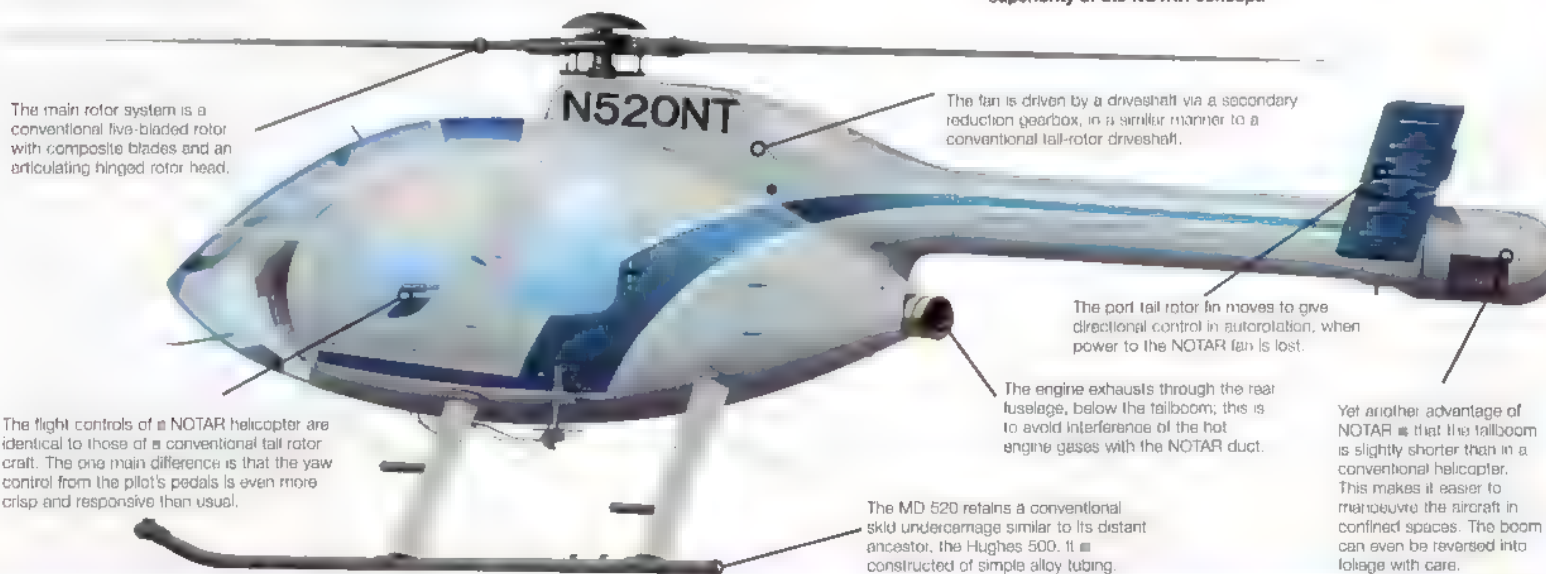 superiority of the NOTAR concept.
N520NT
The main rotor system is a
conventional five-bladed rotor
with composite blades and an
articulating hinged rotor head.
The fan is driven by a driveshaft via a secondary
reduction gearbox, in a similar manner to a
conventional tail-rotor driveshaft.
The port tail rotor fin moves to give
directional control in autorotation, when
power to the NOTAR fan is lost.
The engine exhausts through the rear
fuselage, below the tailboom; this is
to avoid interference of the hot
engine gases with the NOTAR duct.
Yet another advantage of
NOTAR is that the tailboom
is slightly shorter than in a
conventional helicopter.
This makes it easier to
manoeuvre the aircraft in
confined spaces. The boom
can even be reversed into
foliage with care.
The flight controls of a NOTAR helicopter are
identical to those of a conventional tail rotor
craft. The one main difference is that the yaw
control from the pilot's pedals is even more
crisp and responsive than usual.
The MD 520 retains a conventional
skid undercarriage similar to its distant
ancestor, the Hughes 500. It is
constructed of simple alloy tubing.